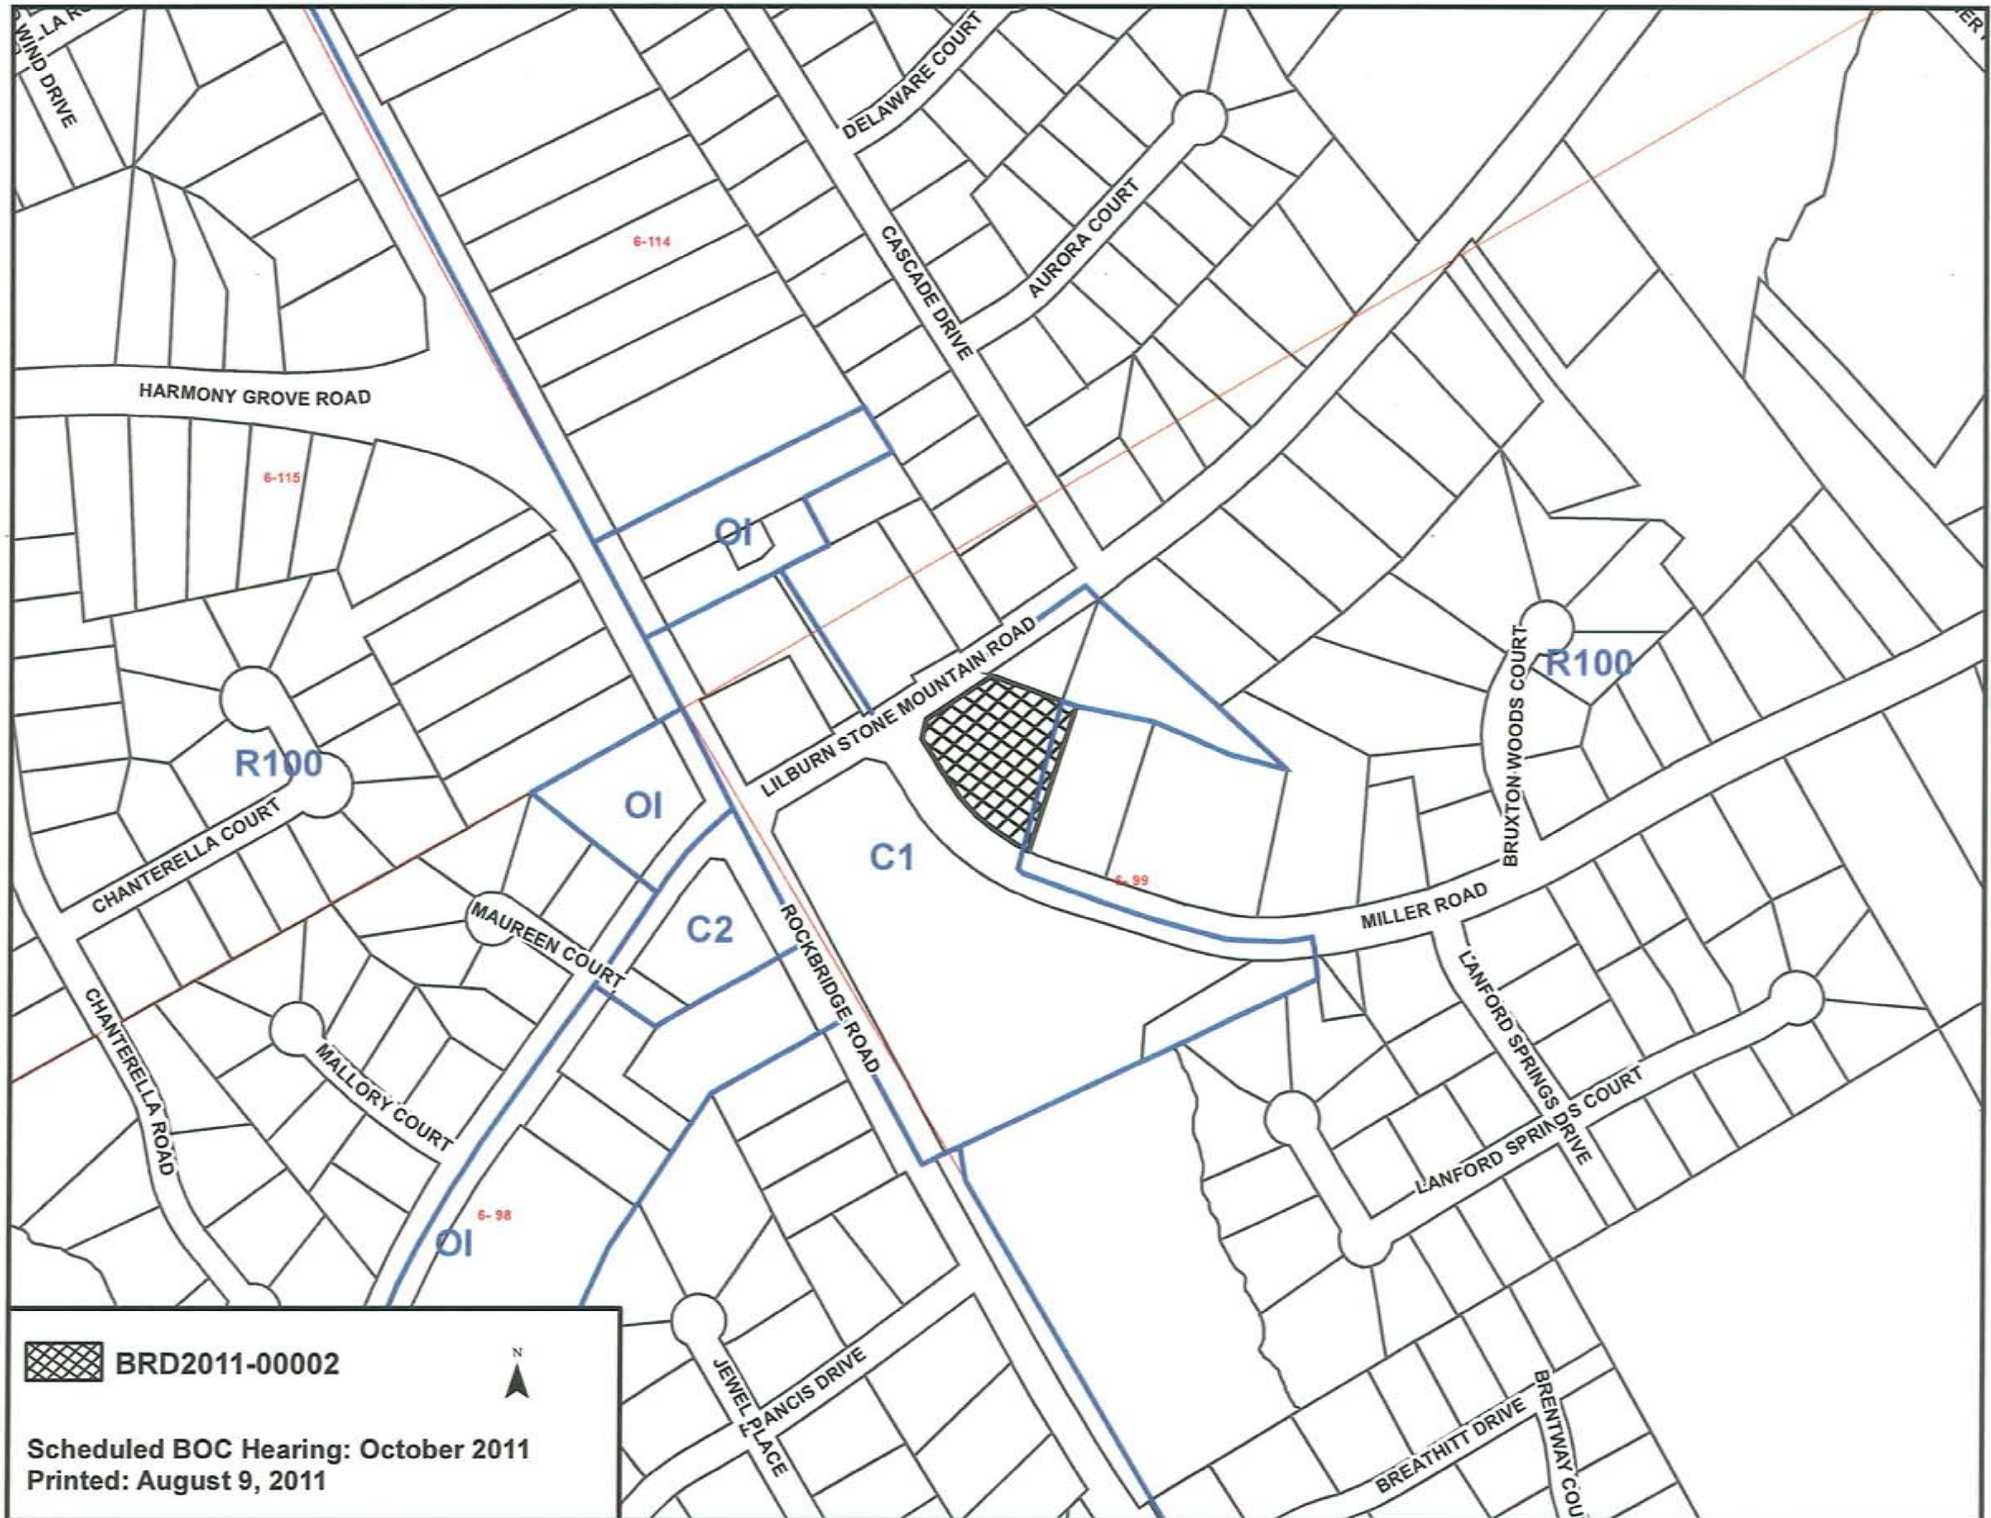 WIND DRIVE
DELAWARE COURT
AURORA COURT
CASCADE DRIVE
6-114
HARMONY GROVE ROAD
6-115
OI
LILBURN STONE MOUNTAIN ROAD
BRUXTON WOODS COURT
R100
R100
OI
CHANTERELLA COURT
C1
6- 99
MILLER ROAD
MAUREEN COURT
C2
ROCKBRIDGE ROAD
LANFORD SPRINGS DRIVE
LANFORD SPRINGS COURT
CHANTERELLA ROAD
MALLORY COURT
6- 98
OI
JEWEL PLACE
BREATHITT DRIVE
BRENTWAY COU
BRD2011-00002
N
Scheduled BOC Hearing: October 2011
Printed: August 9, 2011